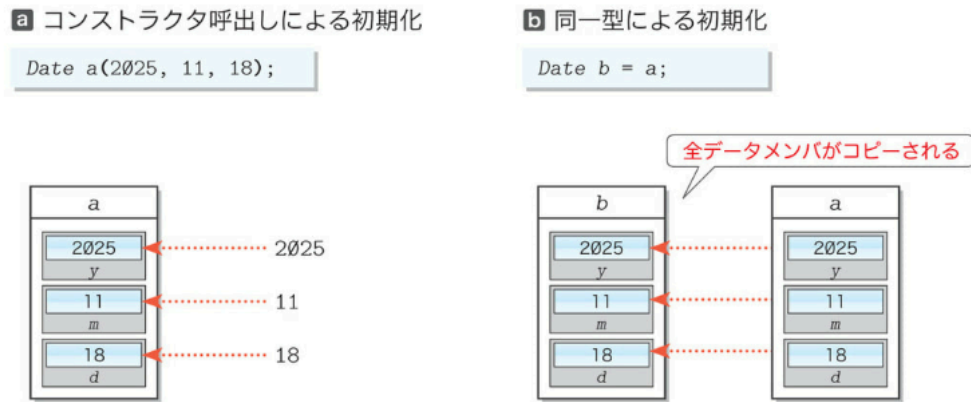 a コンストラクタ呼出しによる初期化
Date a(2025, 11, 18);
a
2025
y
11
m
18
d
2025
11
18
b 同一型による初期化
Date b = a;
全データメンバがコピーされる
b
2025
y
11
m
18
d
a
2025
y
11
m
18
d